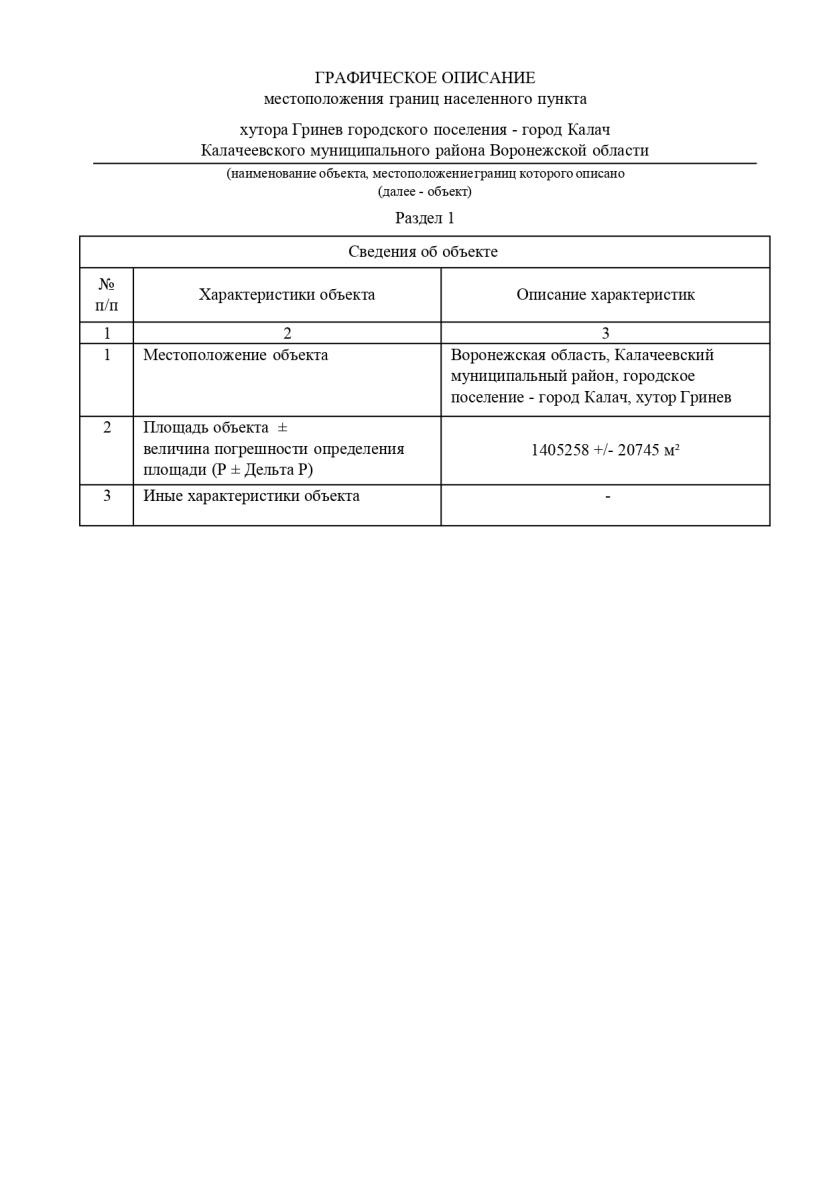 ГРАФИЧЕСКОЕ ОПИСАНИЕ
местоположения границ населенного пункта
хутора Гринев городского поселения - город Калач
Калачеевского муниципального района Воронежской области
(наименование объекта, местоположение границ которого описано
(далее - объект)
Раздел 1
Сведения об объекте
№
п/п
Характеристики объекта
Описание характеристик
1
2
3
1
Местоположение объекта
Воронежская область, Калачеевский
муниципальный район, городское
поселение - город Калач, хутор Гринев
2
Площадь объекта ±
величина погрешности определения
площади (Р ± Дельта Р)
1405258 +/- 20745 м²
3
Иные характеристики объекта
-